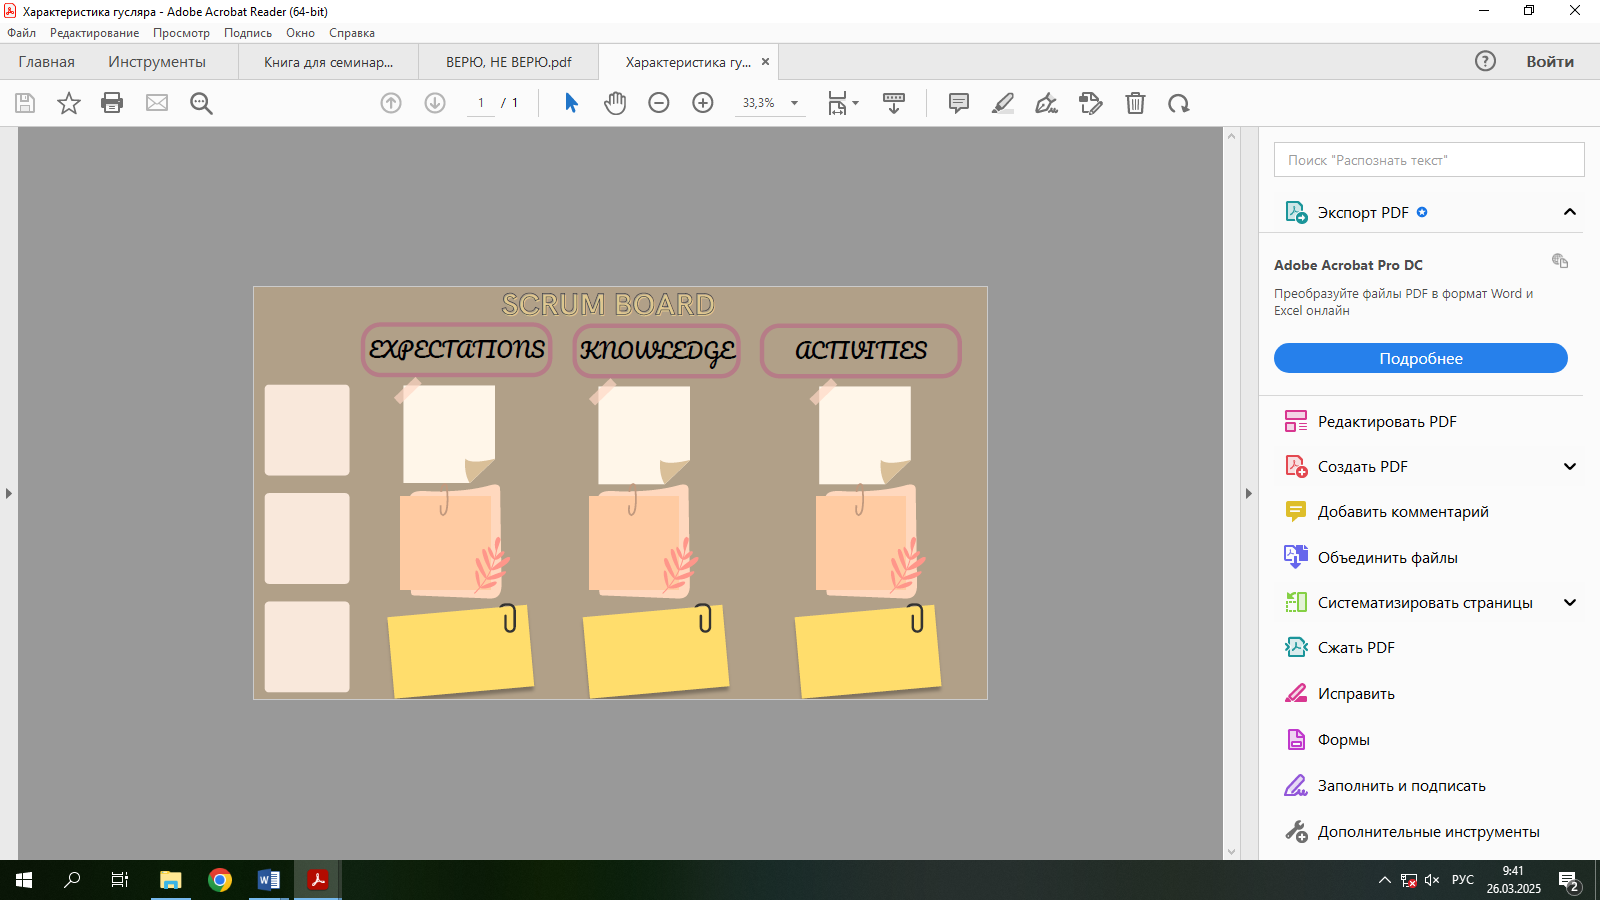 Характеристика гусляра - Adobe Acrobat Reader (64-bit)
Файл Редактирование Просмотр Подпись Окно Справка
Главная Инструменты Книга для семинар... ВЕРЮ, НЕ ВЕРЮ.pdf Характеристика гу... Войти
1 / 1 33,3%
Поиск "Распознать текст"
Экспорт PDF
Adobe Acrobat Pro DC
Преобразуйте файлы PDF в формат Word и
Excel онлайн
Подробнее
Редактировать PDF
Создать PDF
Добавить комментарий
Объединить файлы
Систематизировать страницы
Сжать PDF
Исправить
Формы
Заполнить и подписать
Дополнительные инструменты
SCRUM BOARD
EXPECTATIONS KNOWLEDGE ACTIVITIES
РУС 9:41
26.03.2025 2